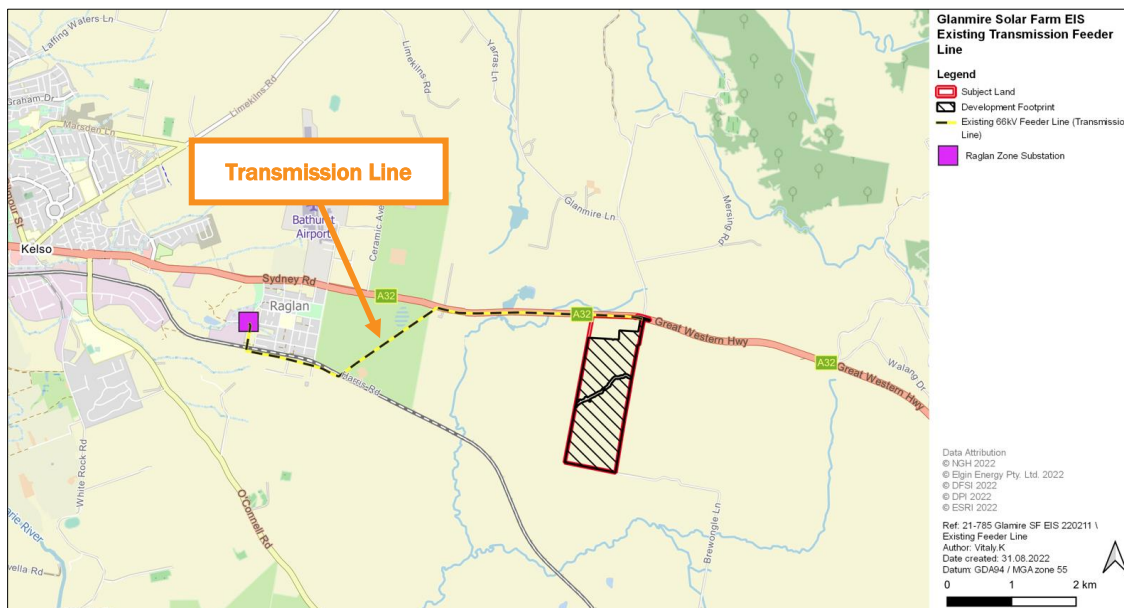 Glanmire Solar Farm EIS
Existing Transmission Feeder
Line
Legend
Subject Land
Development Footprint
Existing 66kV Feeder Line (Transmission
Line)
Raglan Zone Substation
Laffing Waters Ln
Limekilns Rd
Limekilns Rd
Yarras Ln
Graham Dr
Marsden Ln
Transmission Line
Glanmire Ln
Mersing Rd
Bathurst
Airport
Ceramic Ave
Kelso
Sydney Rd
A32
Raglan
A32
Great Western Hwy
A32
Great Western Hwy
Walang Dr
Harris Rd
White Rock Rd
O'Connell Rd
Brewongle Ln
Data Attribution
© NGH 2022
© Elgin Energy Pty. Ltd. 2022
© DFSI 2022
© DPI 2022
© ESRI 2022
Ref: 21-785 Glamire SF EIS 220211 \
Existing Feeder Line
Author: Vitaly.K
Date created: 31.08.2022
Datum: GDA94 / MGA zone 55
0 1 2 km